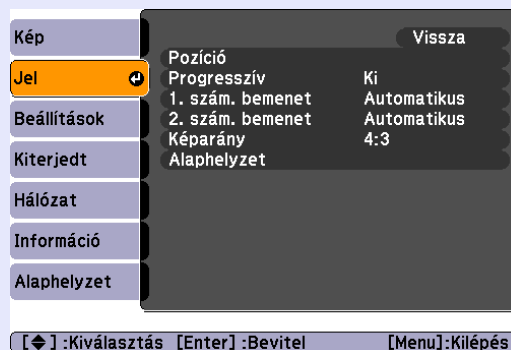 Kép
Jel
Beállítások
Kiterjedt
Hálózat
Információ
Alaphelyzet
Vissza
Pozíció
Progresszív Ki
1. szám. bemenet Automatikus
2. szám. bemenet Automatikus
Képarány 4:3
Alaphelyzet
[◆] :Kiválasztás [Enter] :Bevitel [Menu]:Kilépés